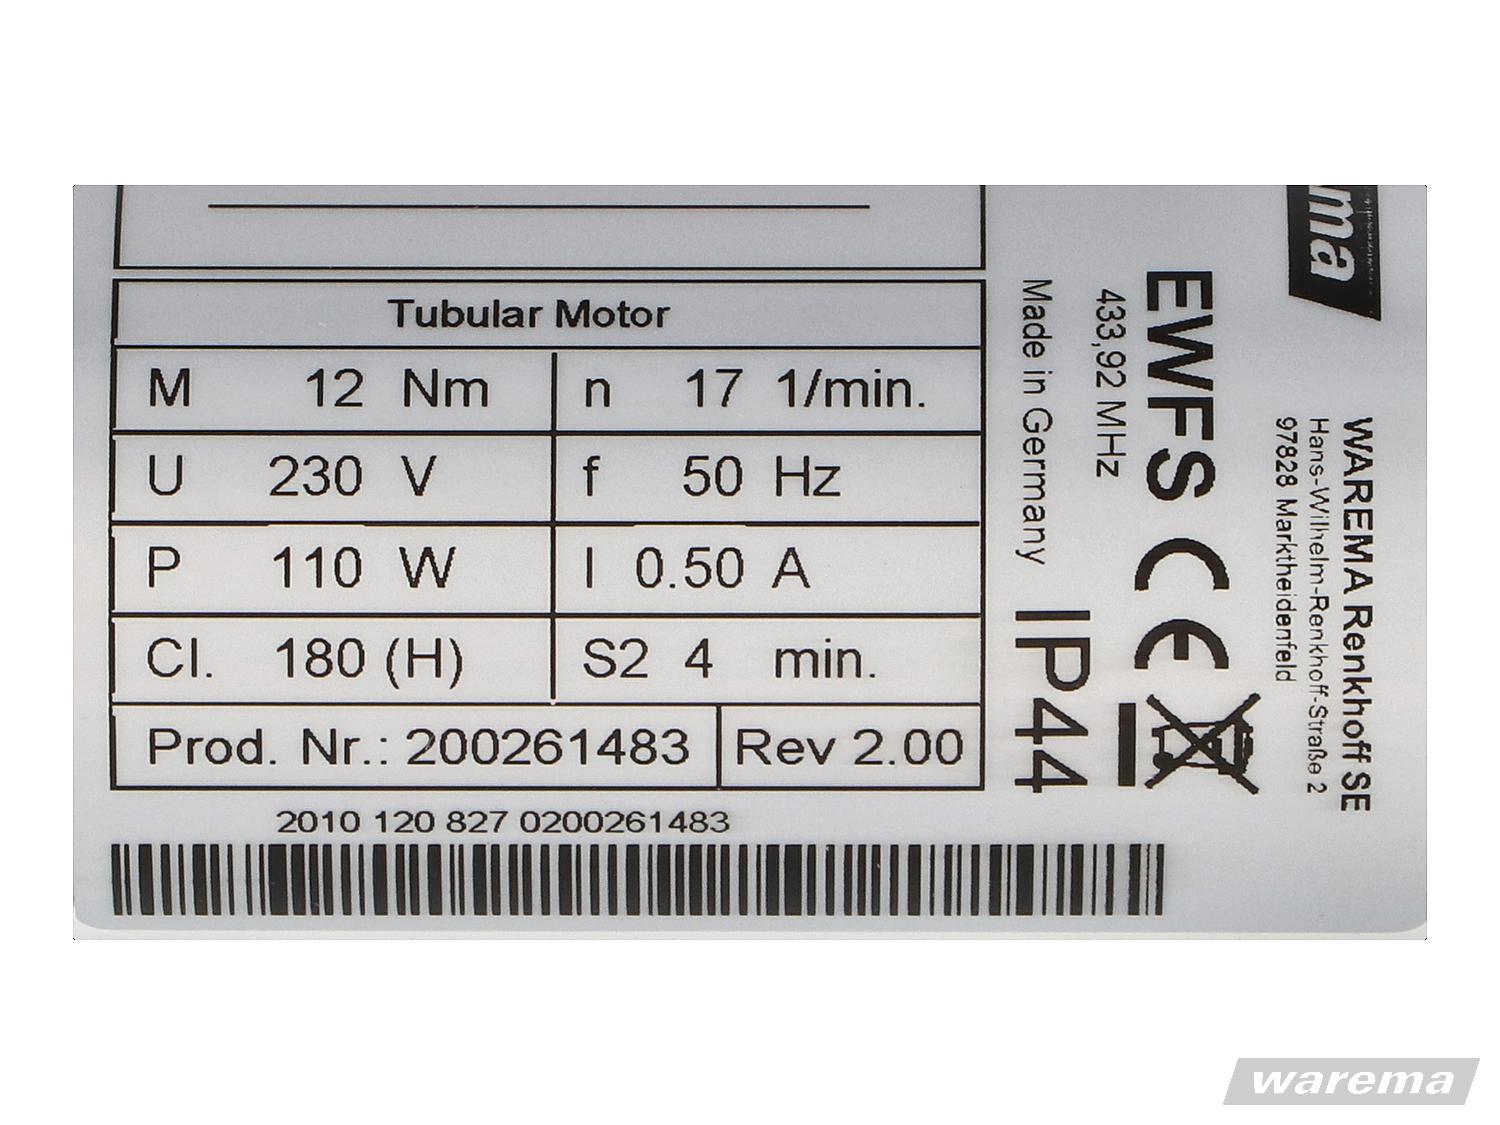 Tubular Motor
M 12 Nm n 17 1/min.
U 230 V f 50 Hz
P 110 W I 0.50 A
Cl. 180 (H) S2 4 min.
Prod. Nr.: 200261483 Rev 2.00
2010 120 827 0200261483
Made in Germany
IP44
433,92 MHz
EWFS CE
ma
WAREMA Renkhoff SE
Hans-Wilhelm-Renkhoff-Straße 2
97828 Marktheidenfeld
warema